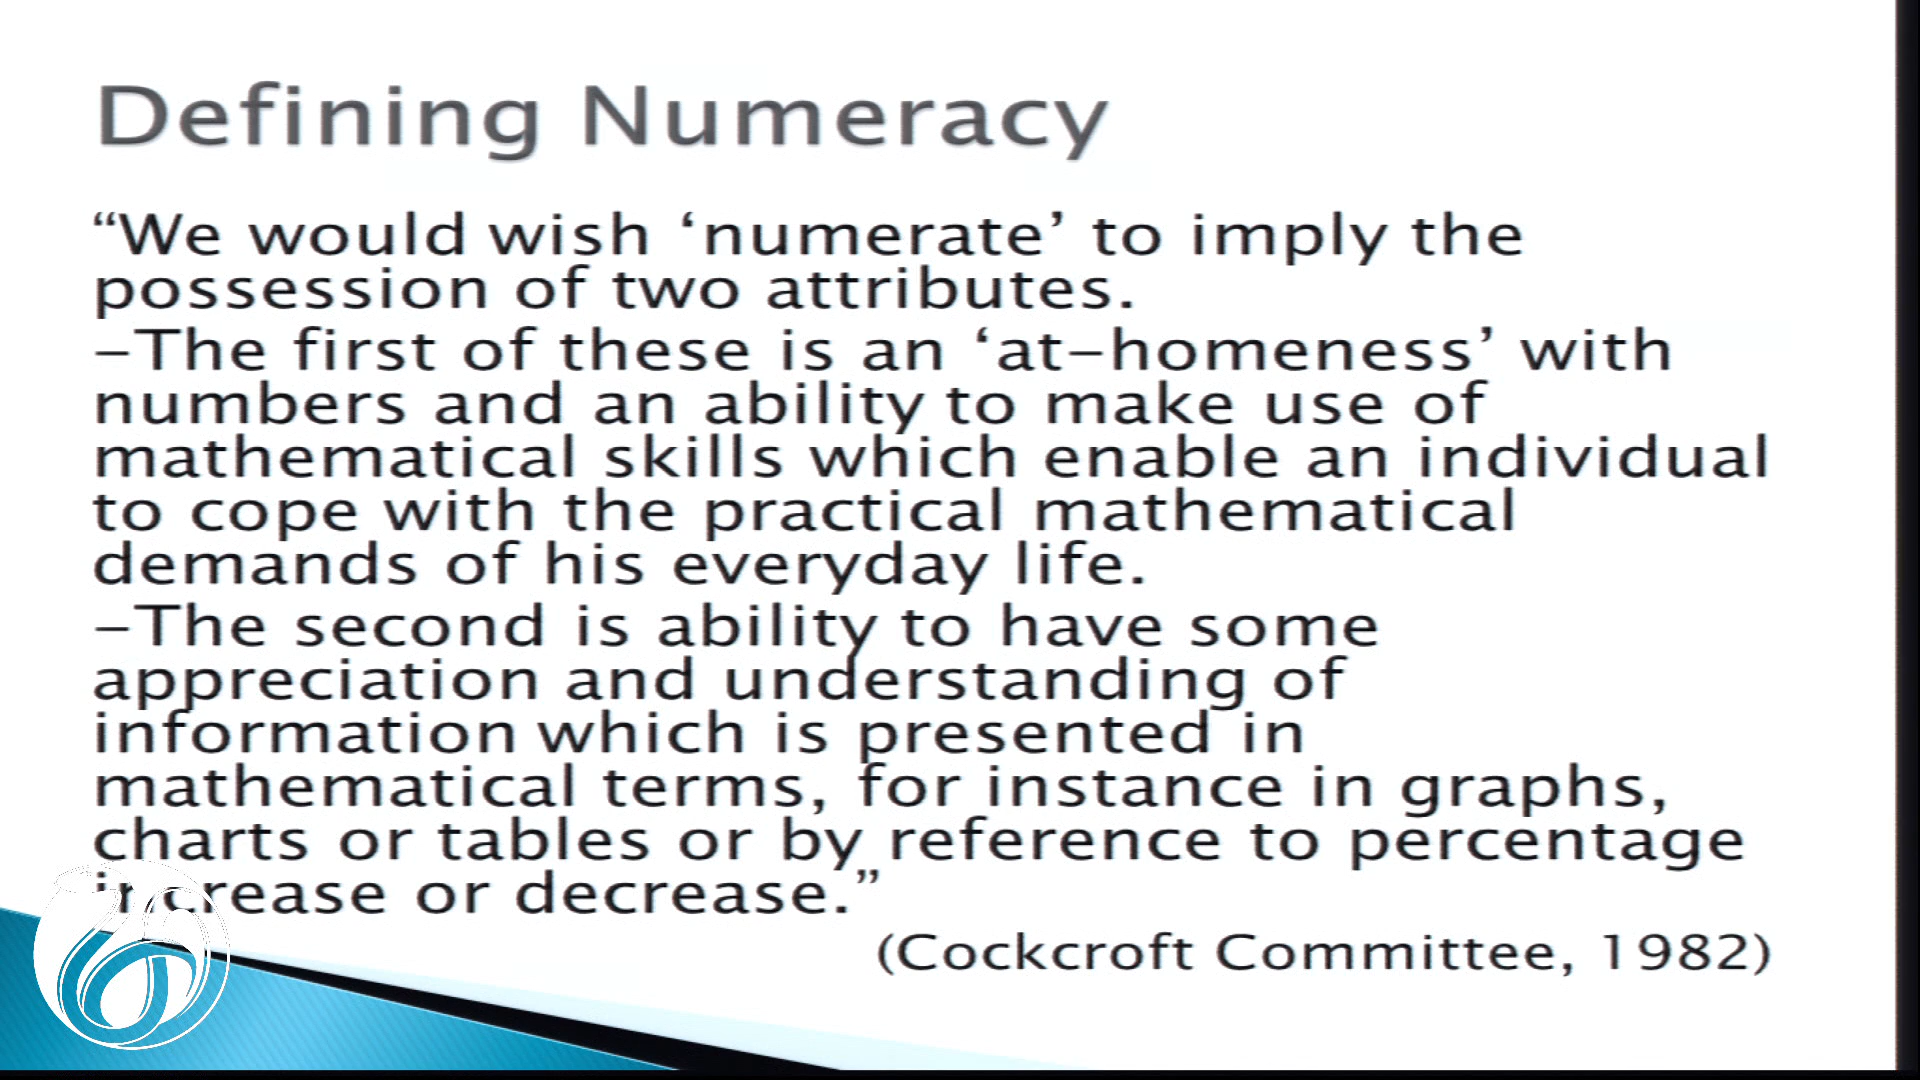 Defining Numeracy
“We would wish ‘numerate’ to imply the
possession of two attributes.
–The first of these is an ‘at–homeness’ with
numbers and an ability to make use of
mathematical skills which enable an individual
to cope with the practical mathematical
demands of his everyday life.
–The second is ability to have some
appreciation and understanding of
information which is presented in
mathematical terms, for instance in graphs,
charts or tables or by reference to percentage
increase or decrease.”
(Cockcroft Committee, 1982)